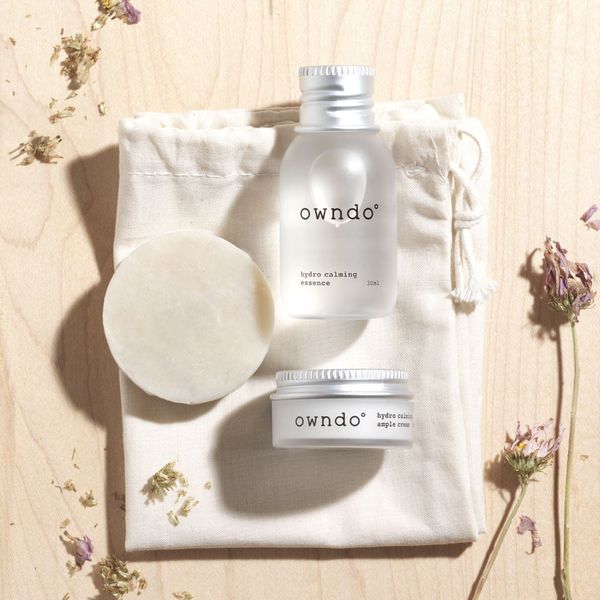 owndo°
hydro calming
essence 30ml
owndo°
hydro calming
ample cream